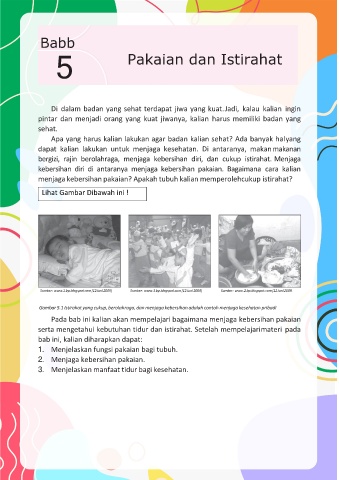 Babb
5
Pakaian dan Istirahat
Di dalam badan yang sehat terdapat jiwa yang kuat. Jadi, kalau kalian ingin
pintar dan menjadi orang yang kuat jiwanya, kalian harus memiliki badan yang
sehat.
Apa yang harus kalian lakukan agar badan kalian sehat? Ada banyak halyang
dapat kalian lakukan untuk menjaga kesehatan. Di antaranya, makan makanan
bergizi, rajin berolahraga, menjaga kebersihan diri, dan cukup istirahat. Menjaga
kebersihan diri di antaranya menjaga kebersihan pakaian. Bagaimana cara kalian
menjaga kebersihan pakaian? Apakah tubuh kalian memperolehcukup istirahat?
Lihat Gambar Dibawah ini !
Gambar 5.1 Istirahat yang cukup, berolahraga, dan menjaga kebersihan adalah contoh menjaga kesehatan pribadi
Pada bab ini kalian akan mempelajari bagaimana menjaga kebersihan pakaian
serta mengetahui kebutuhan tidur dan istirahat. Setelah mempelajarimateri pada
bab ini, kalian diharapkan dapat:
1. Menjelaskan fungsi pakaian bagi tubuh.
2. Menjaga kebersihan pakaian.
3. Menjelaskan manfaat tidur bagi kesehatan.